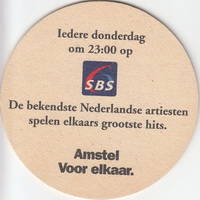 Iedere donderdag
om 23:00 op
SBS
De bekendste Nederlandse artiesten
spelen elkaars grootste hits.
Amstel
Voor elkaar.